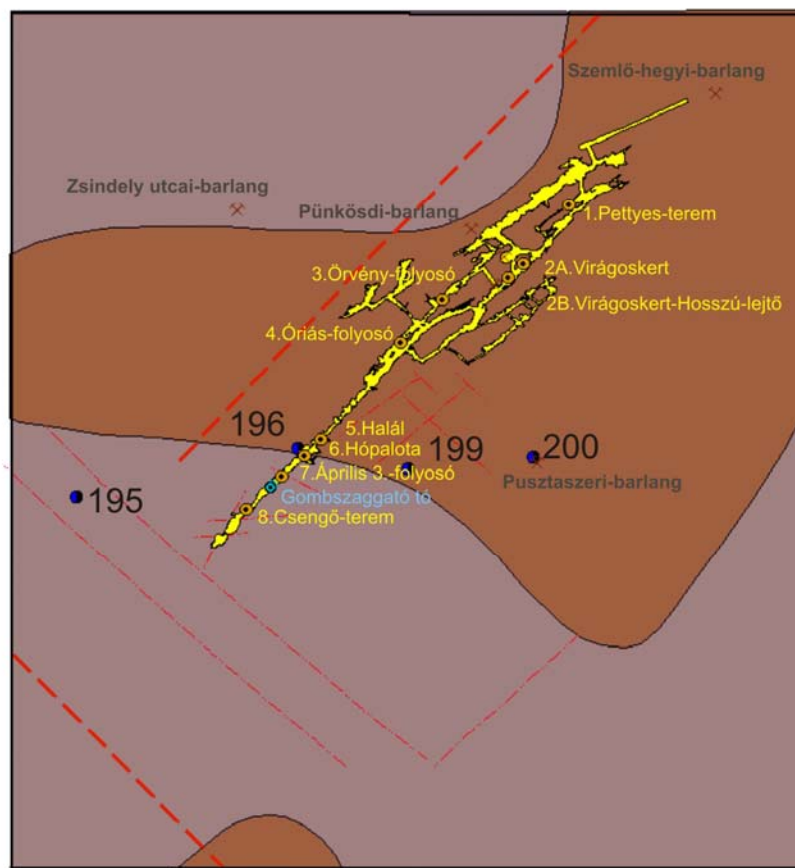 Szemlő-hegyi-barlang
Zsindely utcai-barlang
Pünkösdi-barlang
1.Pettyes-terem
2A.Virágoskert
3.Örvény-folyosó
2B.Virágoskert-Hosszú-lejtő
4.Óriás-folyosó
5.Halál
196
6.Hópalota
199
200
7.Április 3.-folyosó
Pusztaszeri-barlang
195
Gombszaggató tó
8.Csengő-terem